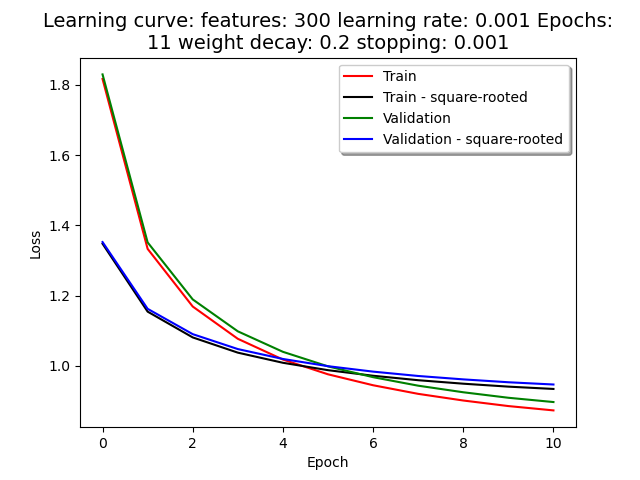 Learning curve: features: 300 learning rate: 0.001 Epochs:
11 weight decay: 0.2 stopping: 0.001
Train
Train - square-rooted
Validation
Validation - square-rooted
1.8
1.6
1.4
1.2
1.0
Loss
0
2
4
6
8
10
Epoch